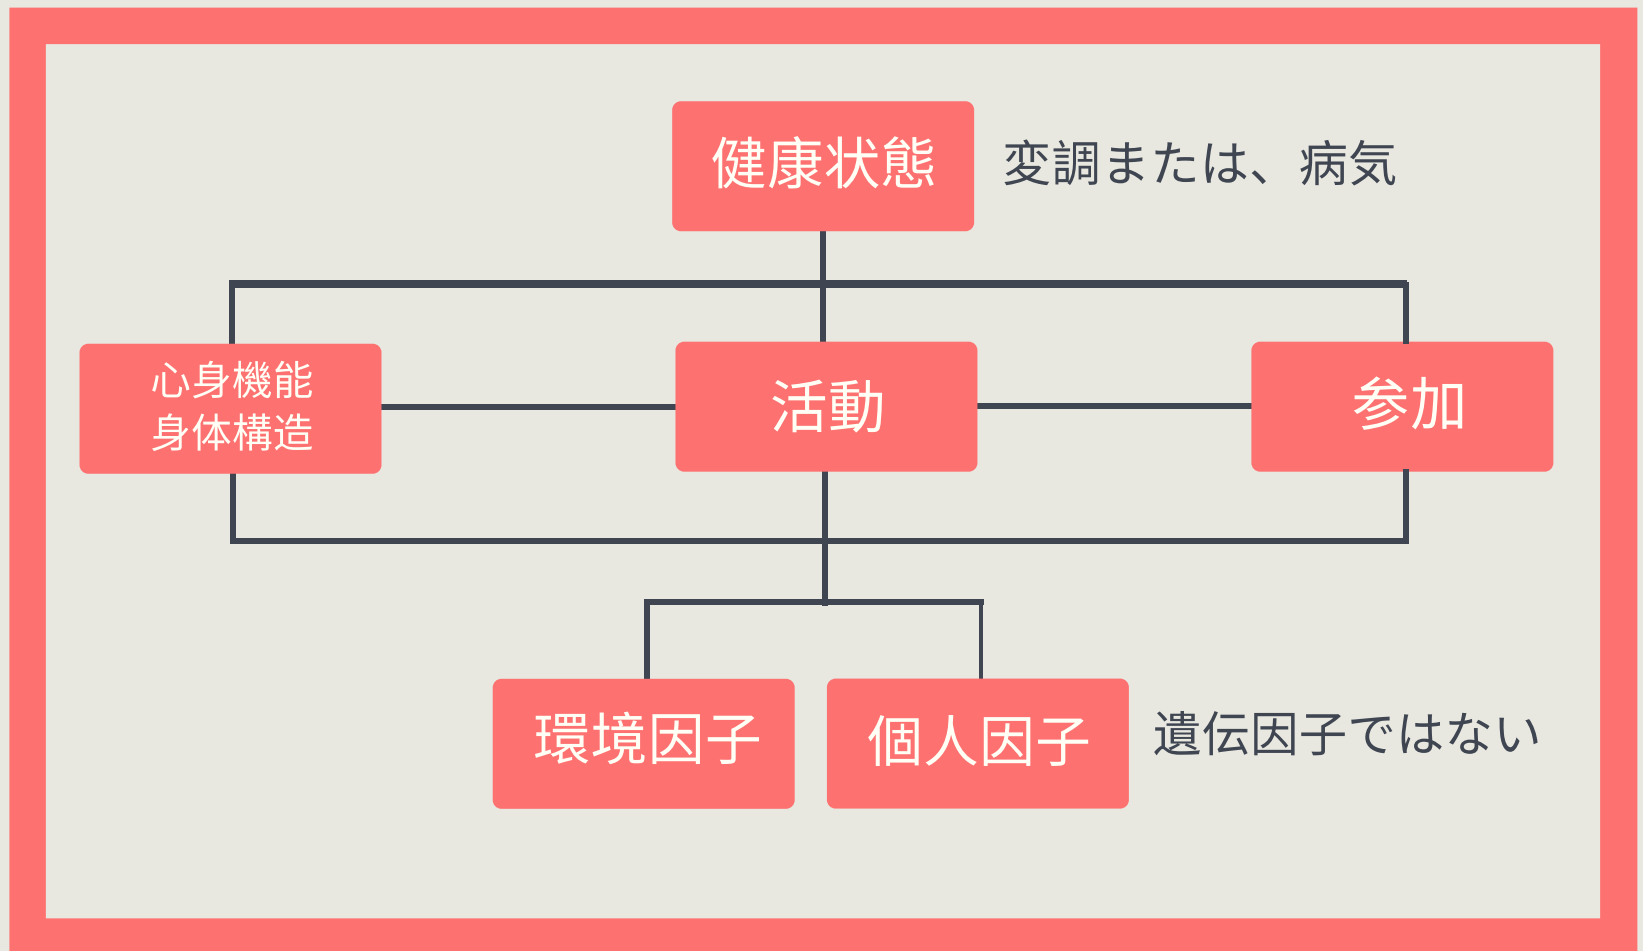 健康状態
変調または、病気
心身機能
身体構造
活動
参加
環境因子
個人因子
遺伝因子ではない